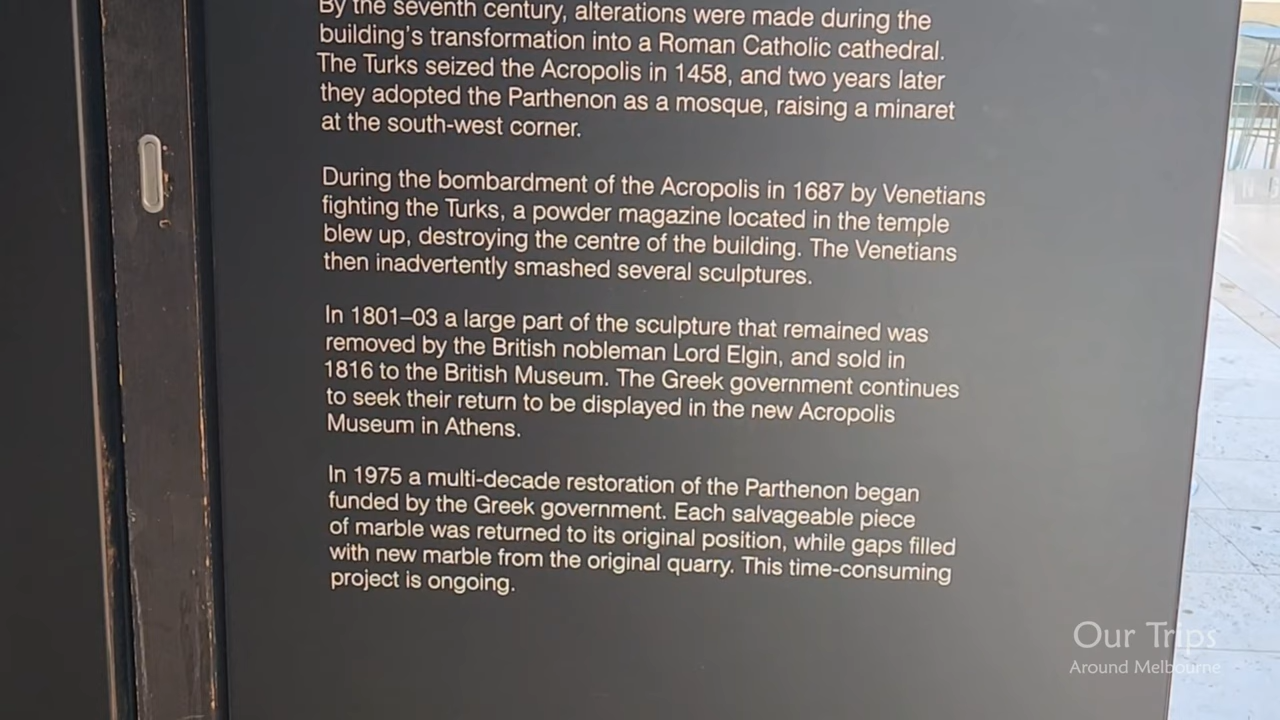 By the seventh century, alterations were made during the
building's transformation into a Roman Catholic cathedral.
The Turks seized the Acropolis in 1458, and two years later
they adopted the Parthenon as a mosque, raising a minaret
at the south-west corner.
During the bombardment of the Acropolis in 1687 by Venetians
fighting the Turks, a powder magazine located in the temple
blew up, destroying the centre of the building. The Venetians
then inadvertently smashed several sculptures.
In 1801–03 a large part of the sculpture that remained was
removed by the British nobleman Lord Elgin, and sold in
1816 to the British Museum. The Greek government continues
to seek their return to be displayed in the new Acropolis
Museum in Athens.
In 1975 a multi-decade restoration of the Parthenon began
funded by the Greek government. Each salvageable piece
of marble was returned to its original position, while gaps filled
with new marble from the original quarry. This time-consuming
project is ongoing.
Our Trips
Around Melbourne